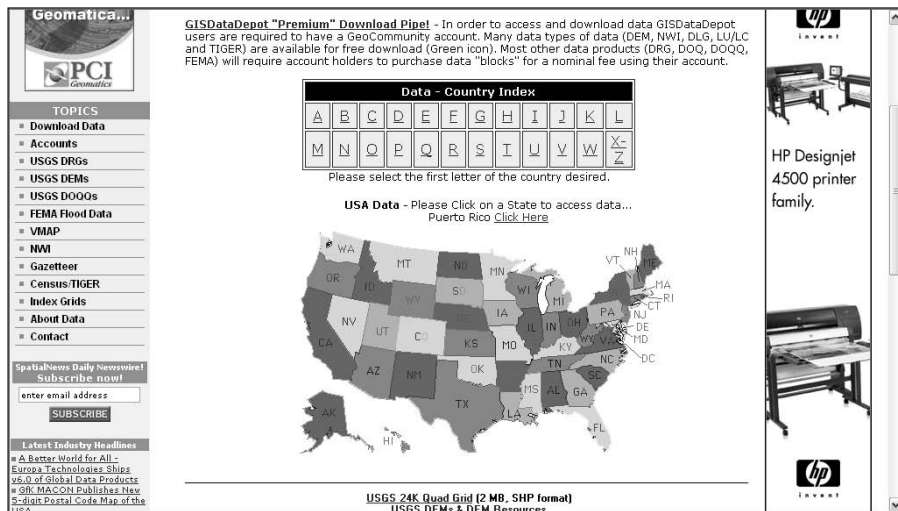 Geomatica...
PCI
Geomatics
TOPICS
Download Data
Accounts
USGS DRGs
USGS DEMs
USGS DOQQs
FEMA Flood Data
VMAP
NWI
Gazetteer
Census/TIGER
Index Grids
About Data
Contact
SpatialNews Daily Newswire!
Subscribe now!
enter email address
SUBSCRIBE
Latest Industry Headlines
A Better World for All -
Europa Technologies Ships
v6.0 of Global Data Products
GfK MACON Publishes New
5-digit Postal Code Map of the
USA
GISDataDepot "Premium" Download Pipe! - In order to access and download data GISDataDepot
users are required to have a GeoCommunity account. Many data types of data (DEM, NWI, DLG, LU/LC
and TIGER) are available for free download (Green icon). Most other data products (DRG, DOQ, DOQQ,
FEMA) will require account holders to purchase data "blocks" for a nominal fee using their account.
Data - Country Index
A B C D E F G H I J K L
M N O P Q R S T U V W X-Z
Please select the first letter of the country desired.
USA Data - Please Click on a State to access data...
Puerto Rico Click Here
WA
MT
ND
MN
NH
ME
VT
OR
ID
WY
SD
WI
MI
MA
RI
CT
NV
UT
CO
IA
IL
IN
OH
PA
NJ
DE
MD
DC
CA
KS
MO
KY
WV
VA
AZ
NM
OK
TN
NC
SC
TX
LA
MS
AL
GA
FL
AK
HI
USGS 24K Quad Grid (2 MB, SHP format)
USGS DEMs & DEM Resources
hp
invent
HP Designjet
4500 printer
family.
hp
invent